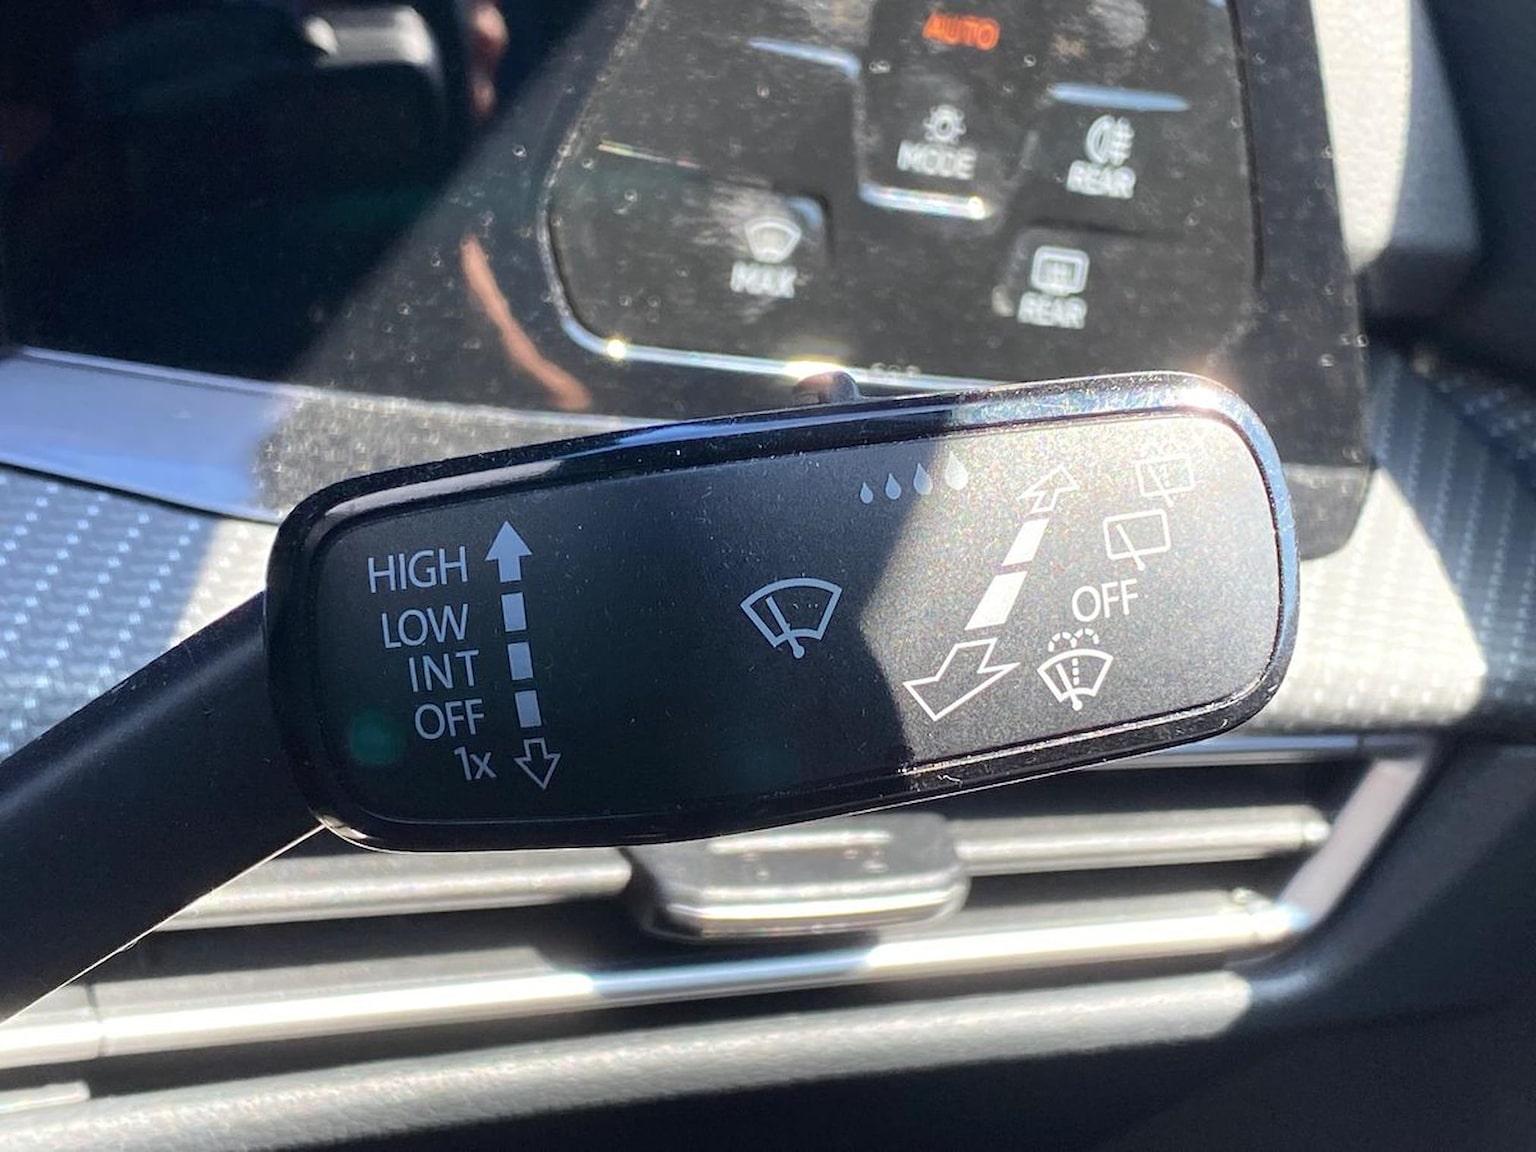 AUTO
MODE
REAR
MAX
REAR
HIGH
LOW
INT
OFF
1x
OFF